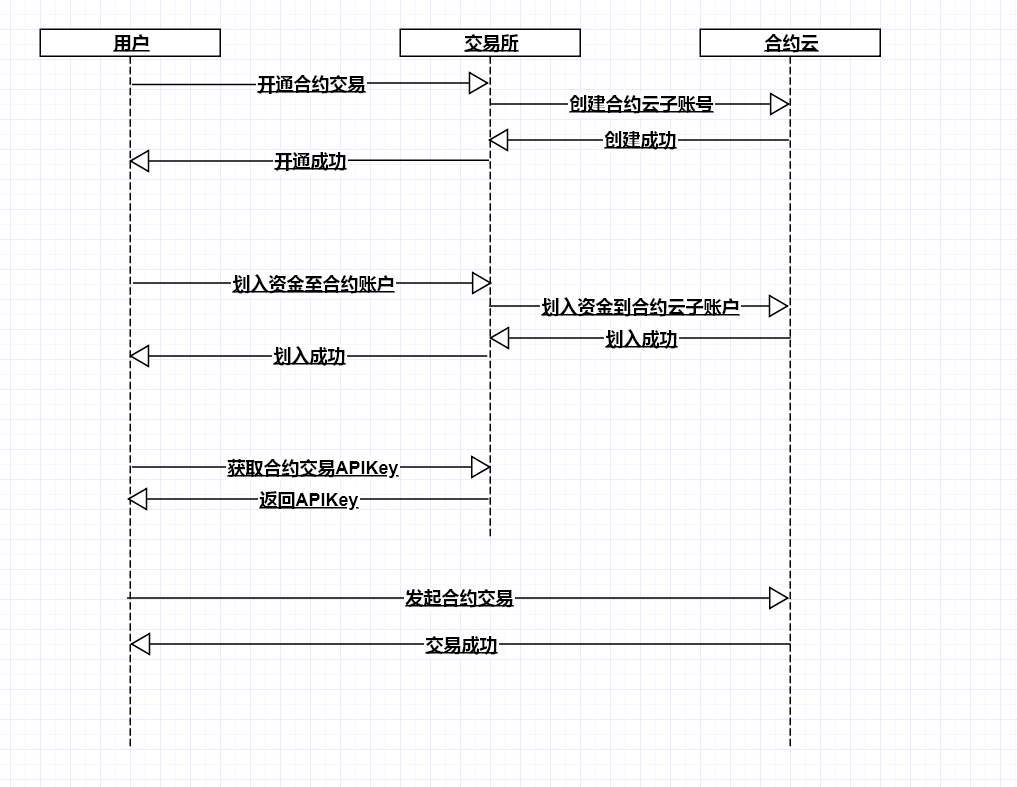 用户
交易所
合约云
开通合约交易
创建合约云子账号
创建成功
开通成功
划入资金至合约账户
划入资金到合约云子账户
划入成功
划入成功
获取合约交易APIKey
返回APIKey
发起合约交易
交易成功